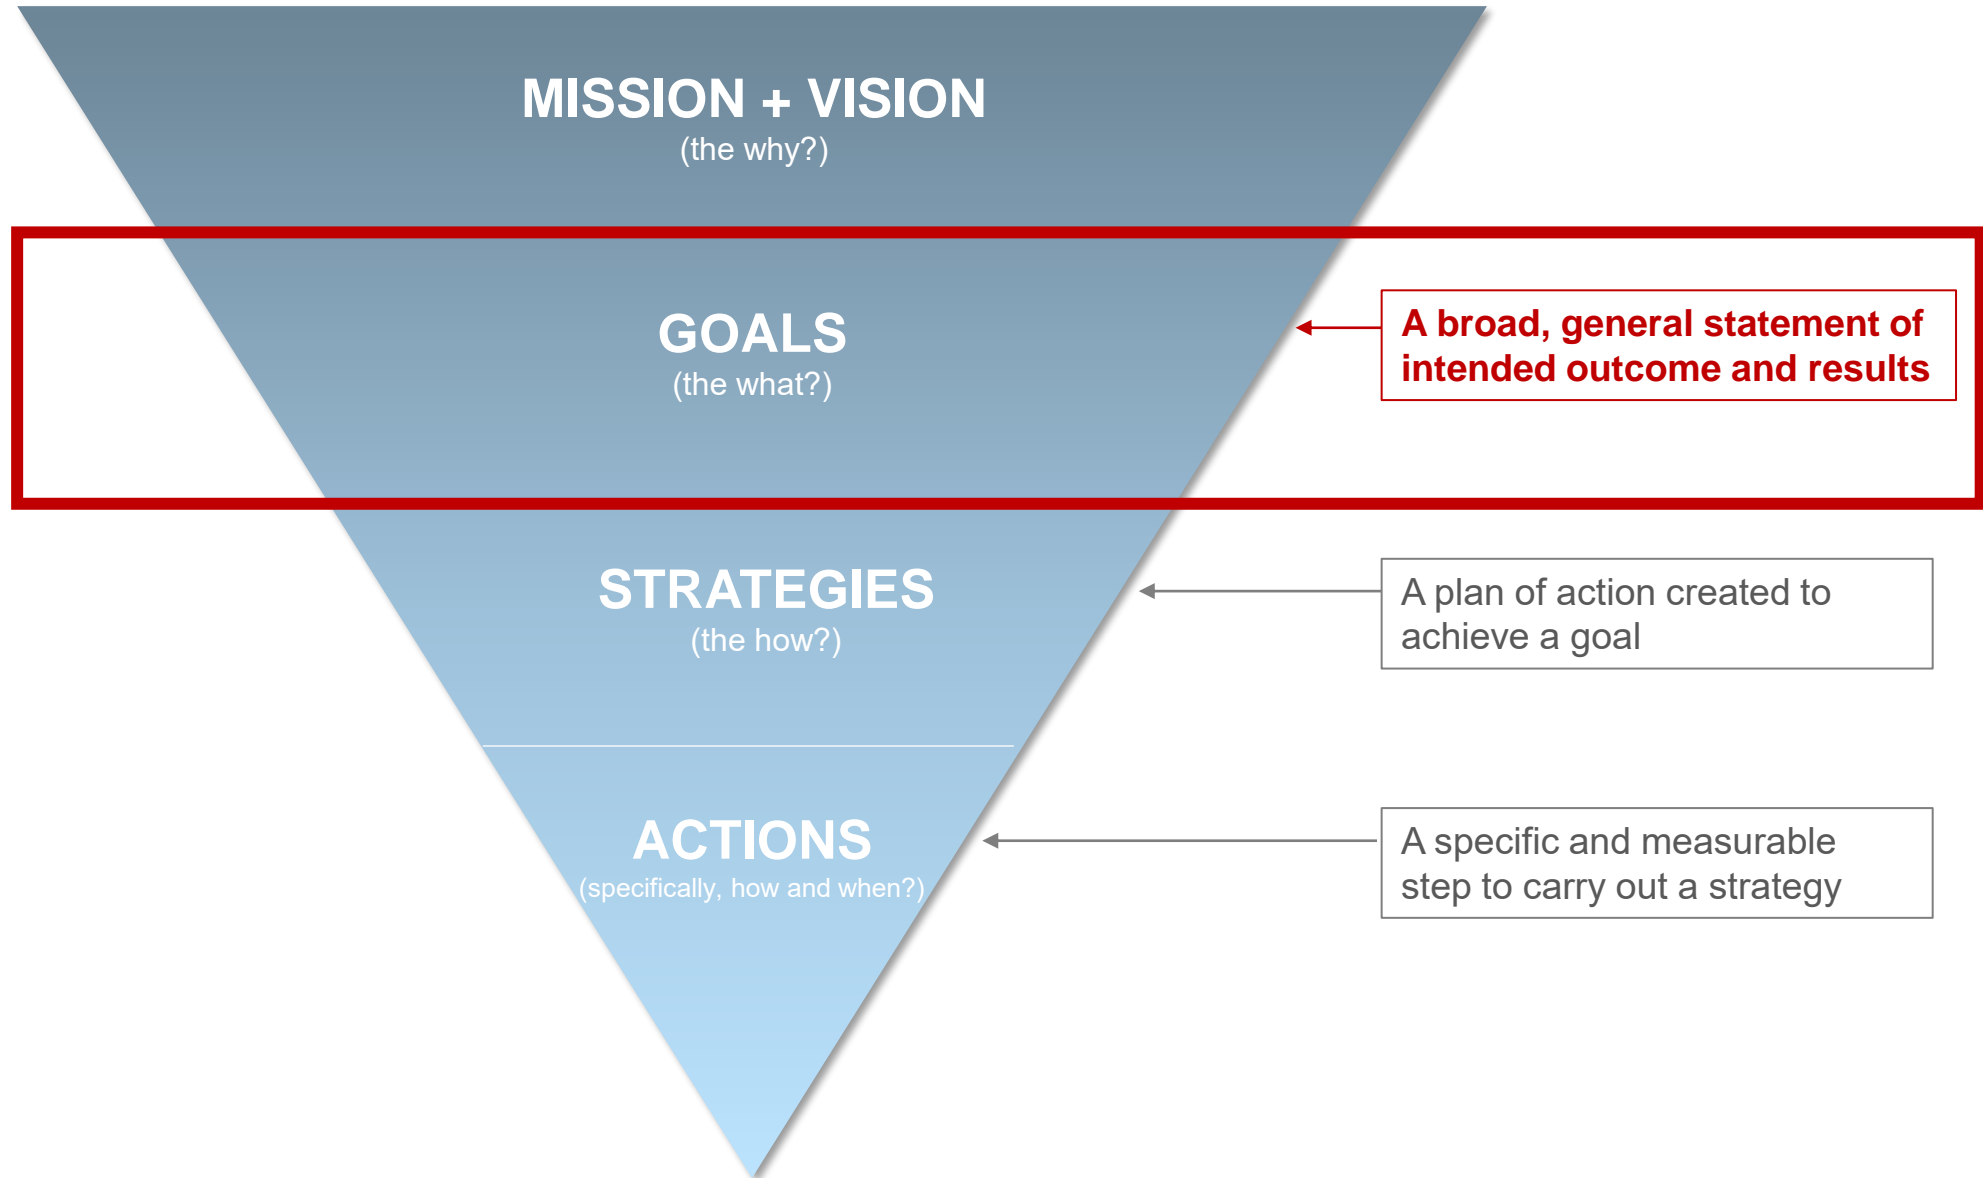 MISSION + VISION
(the why?)
GOALS
(the what?)
A broad, general statement of
intended outcome and results
STRATEGIES
(the how?)
A plan of action created to
achieve a goal
ACTIONS
(specifically, how and when?)
A specific and measurable
step to carry out a strategy